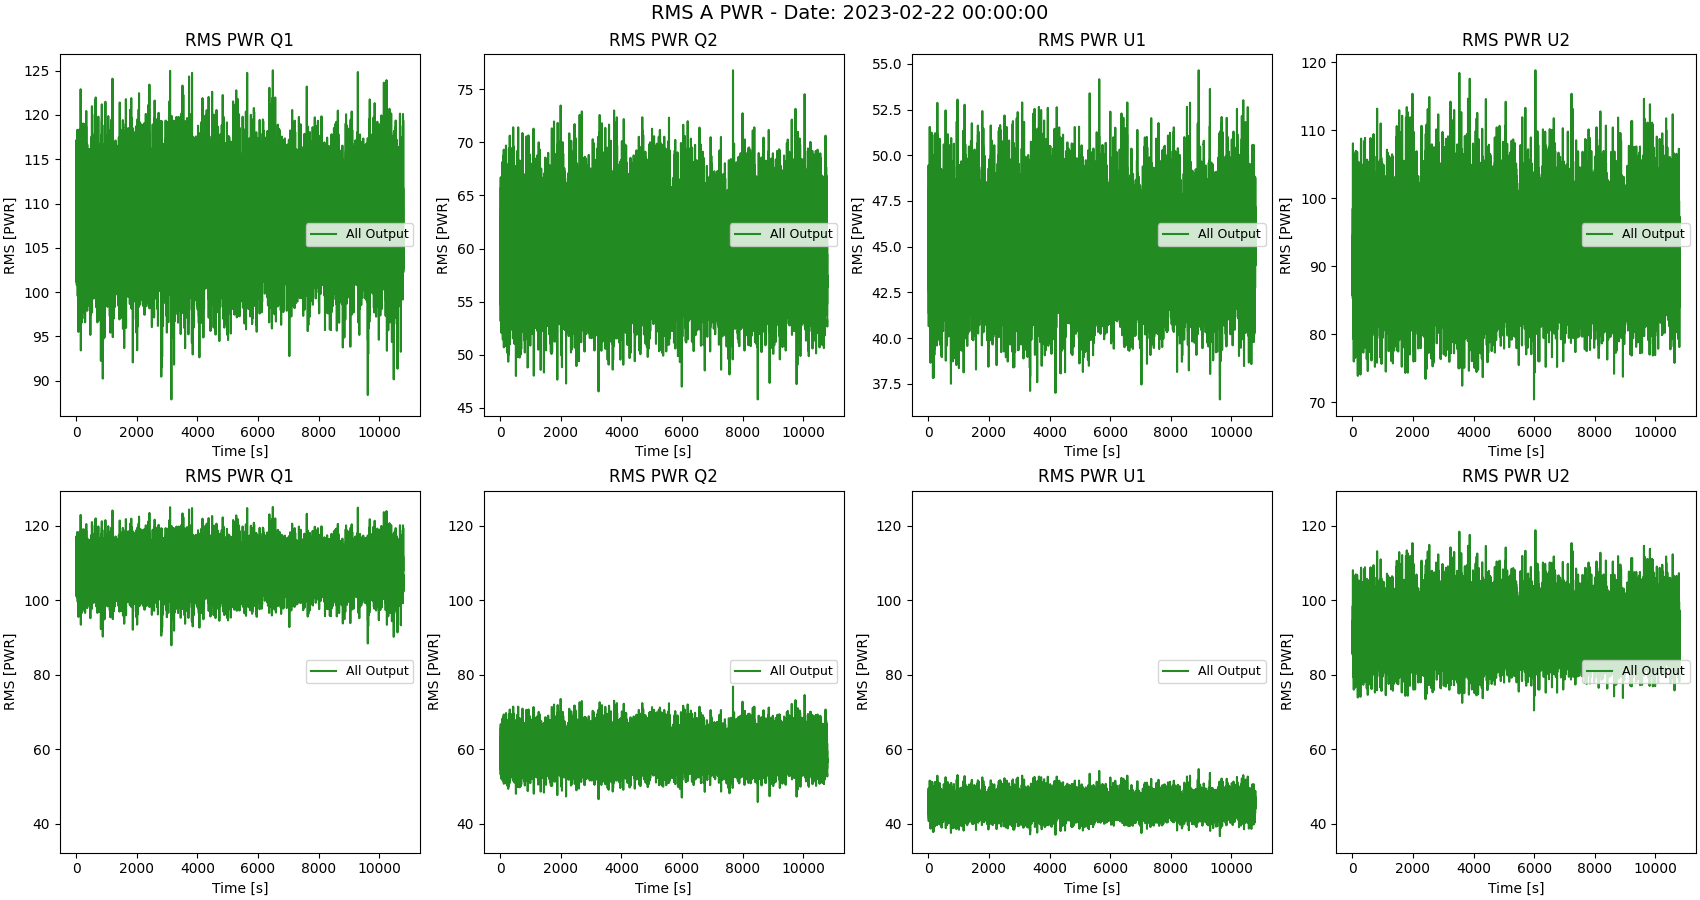 RMS A PWR - Date: 2023-02-22 00:00:00
RMS PWR Q1
RMS [PWR]
125
120
115
110
105
100
95
90
0 2000 4000 6000 8000 10000
Time [s]
All Output
RMS PWR Q2
RMS [PWR]
75
70
65
60
55
50
45
0 2000 4000 6000 8000 10000
Time [s]
All Output
RMS PWR U1
RMS [PWR]
55.0
52.5
50.0
47.5
45.0
42.5
40.0
37.5
0 2000 4000 6000 8000 10000
Time [s]
All Output
RMS PWR U2
RMS [PWR]
120
110
100
90
80
70
0 2000 4000 6000 8000 10000
Time [s]
All Output
RMS PWR Q1
RMS [PWR]
120
100
80
60
40
0 2000 4000 6000 8000 10000
Time [s]
All Output
RMS PWR Q2
RMS [PWR]
120
100
80
60
40
0 2000 4000 6000 8000 10000
Time [s]
All Output
RMS PWR U1
RMS [PWR]
120
100
80
60
40
0 2000 4000 6000 8000 10000
Time [s]
All Output
RMS PWR U2
RMS [PWR]
120
100
80
60
40
0 2000 4000 6000 8000 10000
Time [s]
All Output